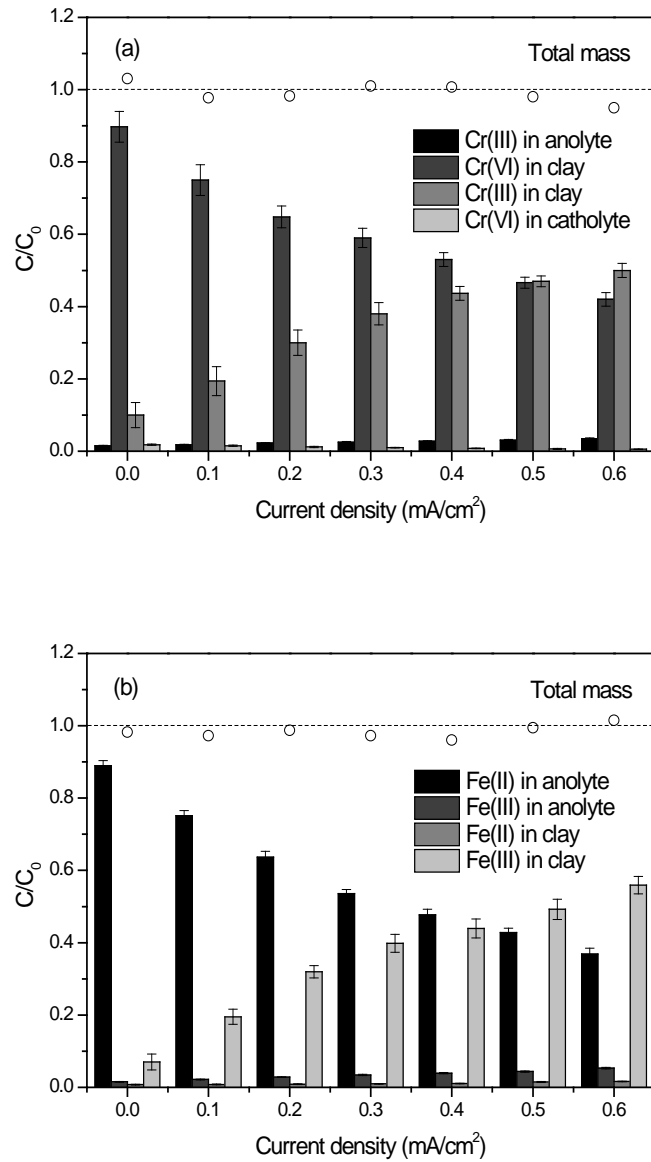 1.2
(a)
Total mass
1.0
Cr(III) in anolyte
Cr(VI) in clay
0.8
Cr(III) in clay
Cr(VI) in catholyte
C/C0
0.6
0.4
0.2
0.0
0.0 0.1 0.2 0.3 0.4 0.5 0.6
Current density (mA/cm²)
1.2
(b)
Total mass
1.0
Fe(II) in anolyte
Fe(III) in anolyte
0.8
Fe(II) in clay
Fe(III) in clay
C/C0
0.6
0.4
0.2
0.0
0.0 0.1 0.2 0.3 0.4 0.5 0.6
Current density (mA/cm²)